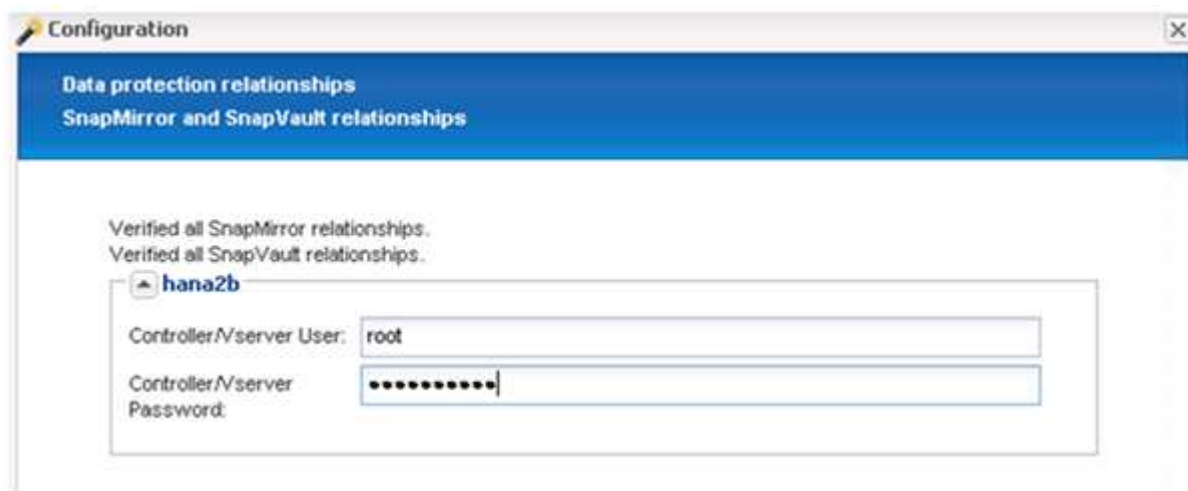 Configuration
Data protection relationships
SnapMirror and SnapVault relationships
Verified all SnapMirror relationships.
Verified all SnapVault relationships.
hana2b
Controller/Vserver User: root
Controller/Vserver ••••••••••
Password: